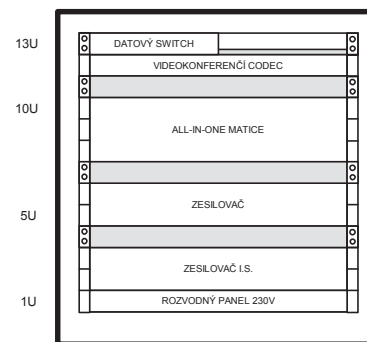 13U
DATOVÝ SWITCH
VIDEOKONFERENČÍ CODEC
10U
ALL-IN-ONE MATICE
ZESILOVAČ
5U
ZESILOVAČ I.S.
1U
ROZVODNÝ PANEL 230V